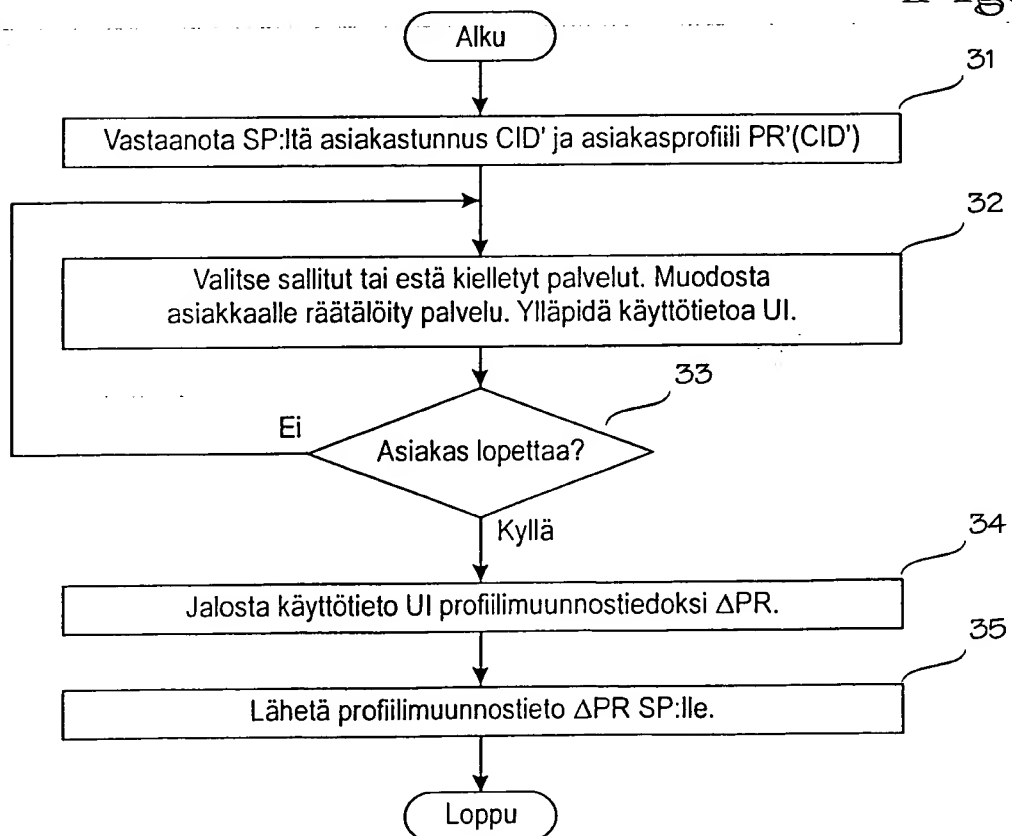 Alku
31
Vastaanota SP:ltä asiakastunnus CID' ja asiakasprofiili PR'(CID')
32
Valitse sallitut tai estä kielletyt palvelut. Muodosta
asiakkaalle räätälöity palvelu. Ylläpidä käyttötietoa UI.
33
Ei
Asiakas lopettaa?
Kyllä
34
Jalosta käyttötieto UI profiilimuunnostiedoksi ΔPR.
35
Lähetä profiilimuunnostieto ΔPR SP:lle.
Loppu